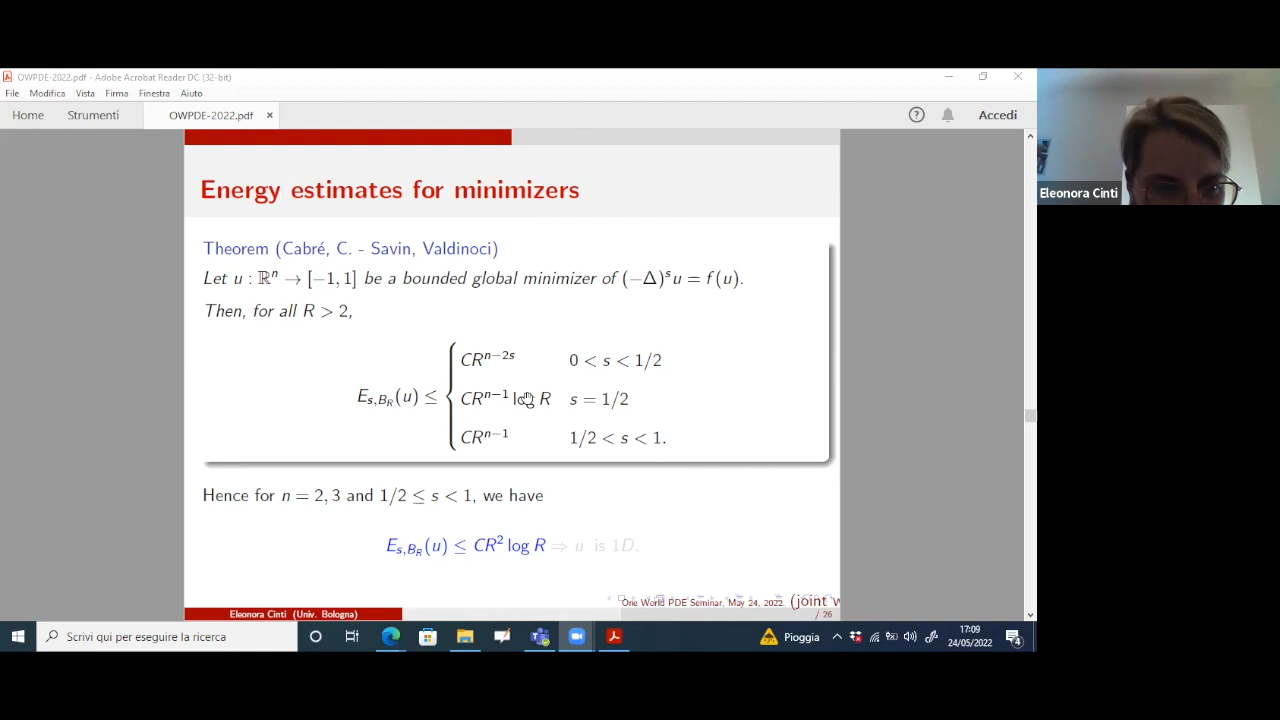 OWPDE-2022.pdf - Adobe Acrobat Reader DC (32-bit)
File Modifica Vista Firma Finestra Aiuto
Home Strumenti OWPDE-2022.pdf × Accedi
Energy estimates for minimizers
Eleonora Cinti
Theorem (Cabré, C. - Savin, Valdinoci)
Let u : ℝⁿ → [−1, 1] be a bounded global minimizer of (−Δ)ˢu = f(u).
Then, for all R > 2,
CRⁿ⁻²ˢ 0 < s < 1/2
E_{s,B_R}(u) ≤ { CRⁿ⁻¹ log R s = 1/2
CRⁿ⁻¹ 1/2 < s < 1.
Hence for n = 2, 3 and 1/2 ≤ s < 1, we have
E_{s,B_R}(u) ≤ CR² log R ⇒ u is 1D.
One World PDE Seminar, May 24, 2022. (joint w
Eleonora Cinti (Univ. Bologna) / 26
Scrivi qui per eseguire la ricerca
Pioggia
17:09
24/05/2022
4